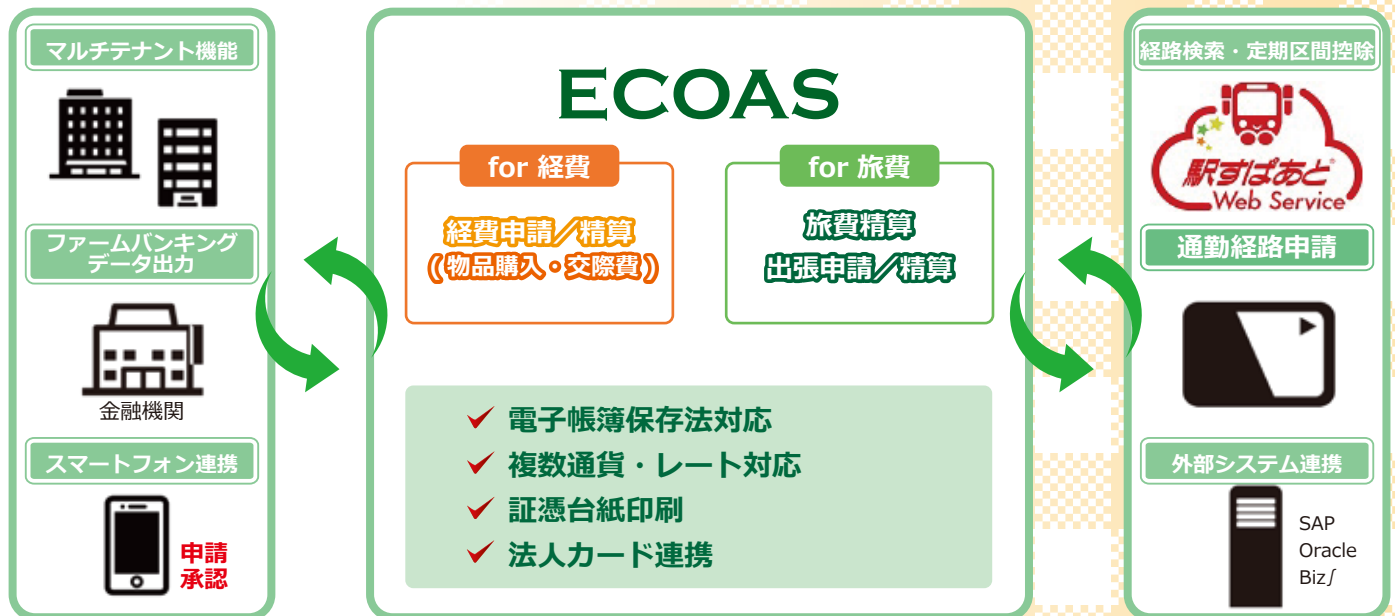 マルチテナント機能
ファームバンキング
データ出力
金融機関
スマートフォン連携
申請
承認
ECOAS
for 経費
経費申請／精算
(物品購入・交際費)
for 旅費
旅費精算
出張申請／精算
電子帳簿保存法対応
複数通貨・レート対応
証憑台紙印刷
法人カード連携
経路検索・定期区間控除
駅すぱあと
Web Service
通勤経路申請
外部システム連携
SAP
Oracle
Biz∫